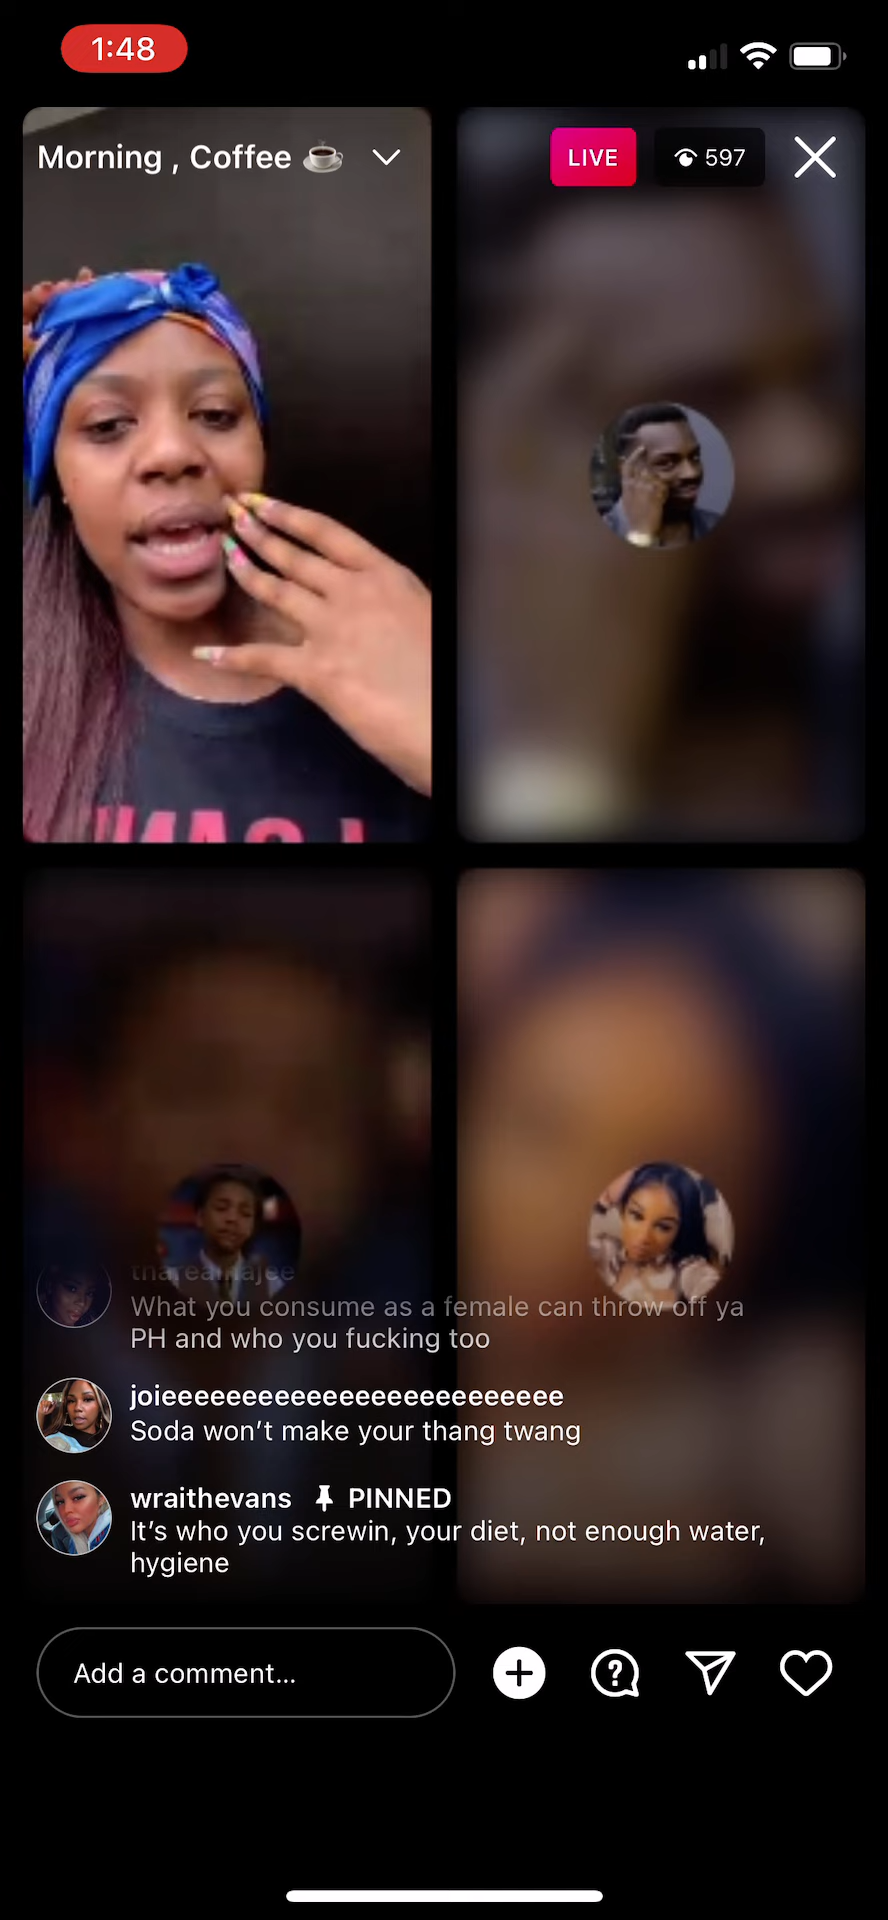 1:48
Morning , Coffee ☕
LIVE
597
What you consume as a female can throw off ya
PH and who you fucking too
joieeeeeeeeeeeeeeeeeeeeeeeeee
Soda won’t make your thang twang
wraithevans PINNED
It’s who you screwin, your diet, not enough water,
hygiene
Add a comment...